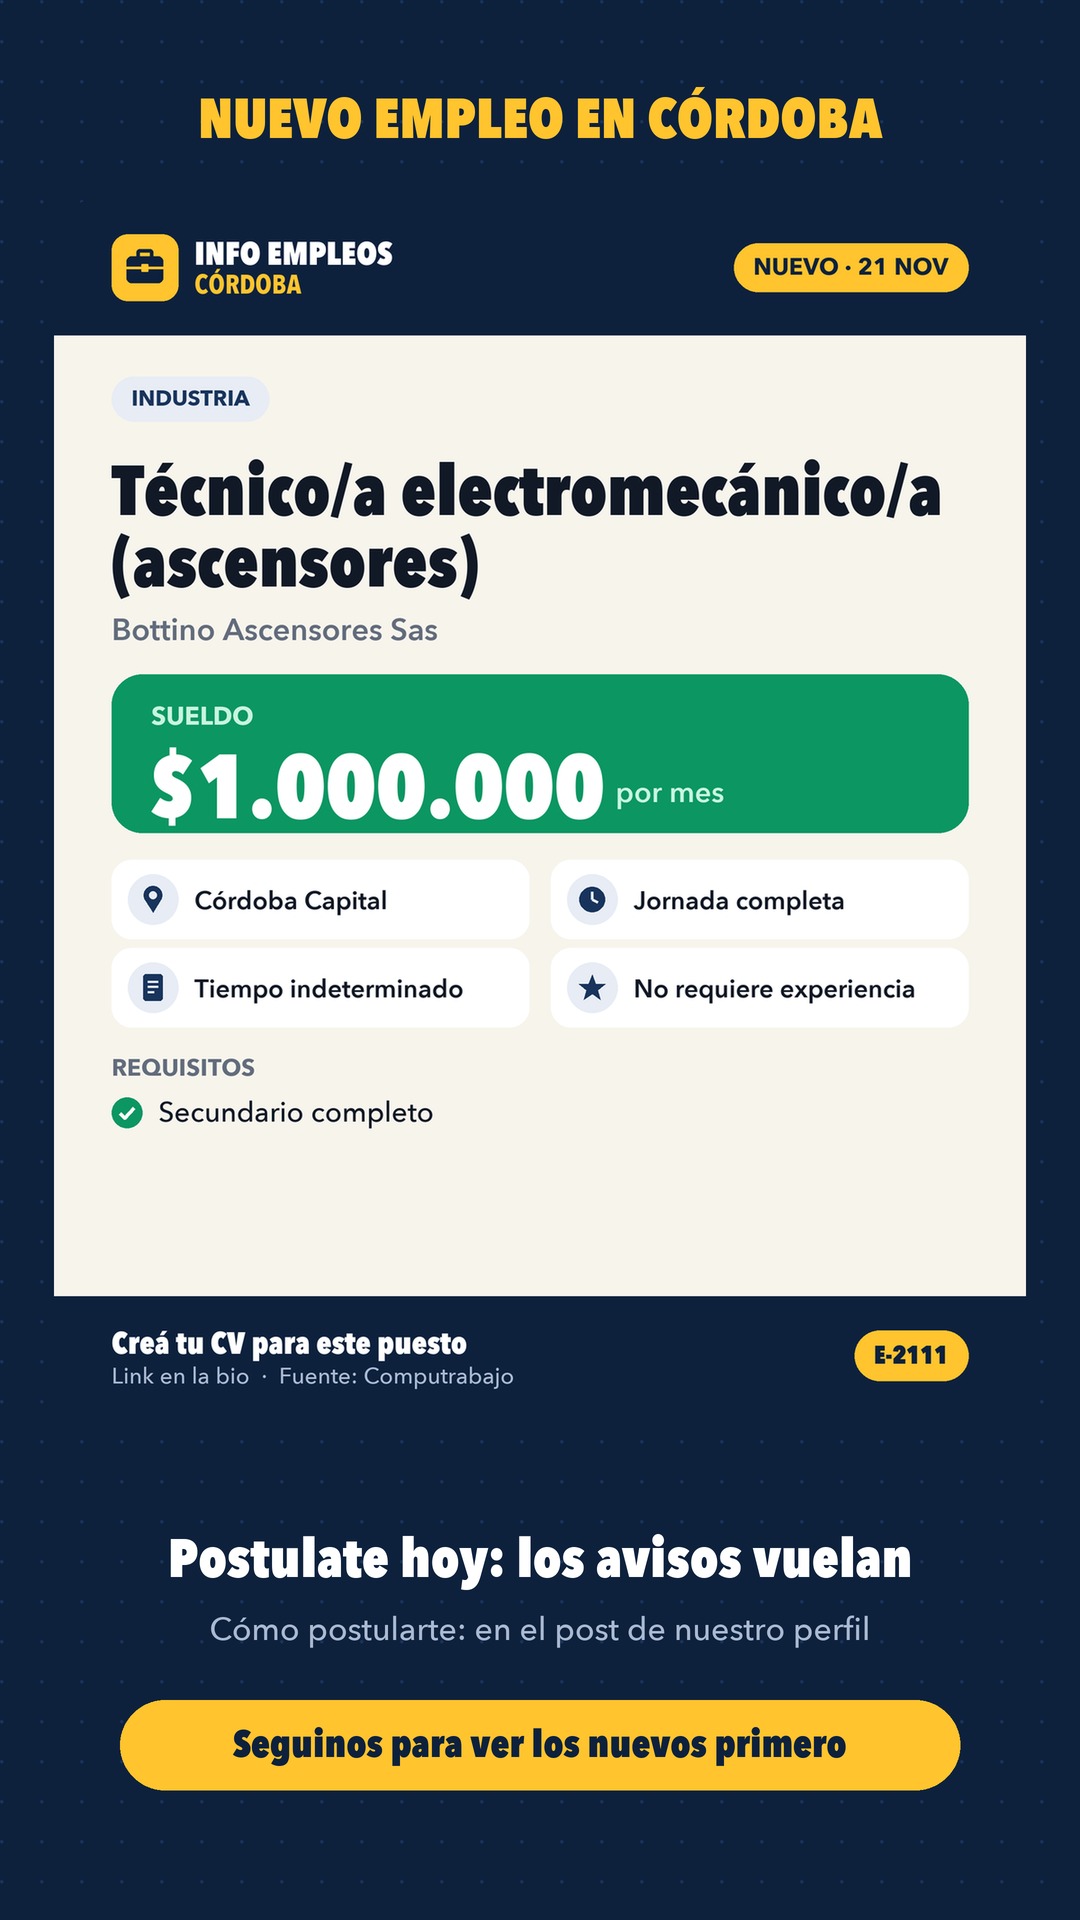 NUEVO EMPLEO EN CÓRDOBA
INFO EMPLEOS
CÓRDOBA
NUEVO · 21 NOV
INDUSTRIA
Técnico/a electromecánico/a
(ascensores)
Bottino Ascensores Sas
SUELDO
$1.000.000 por mes
Córdoba Capital
Jornada completa
Tiempo indeterminado
No requiere experiencia
REQUISITOS
Secundario completo
Creá tu CV para este puesto
Link en la bio · Fuente: Computrabajo
E-2111
Postulate hoy: los avisos vuelan
Cómo postularte: en el post de nuestro perfil
Seguinos para ver los nuevos primero